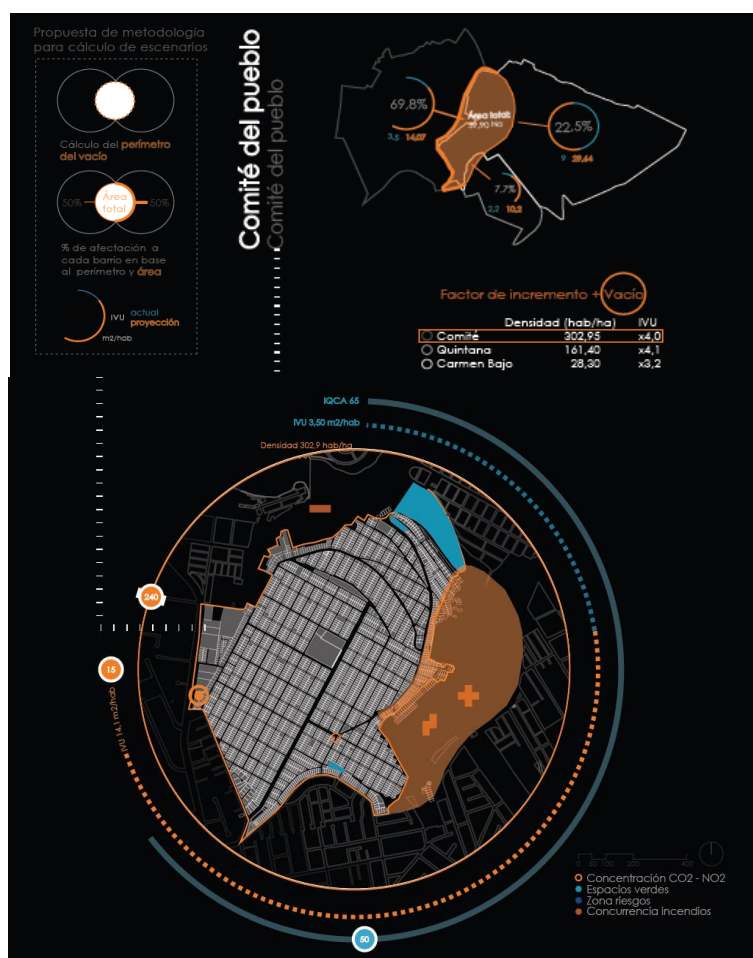 Propuesta de metodología
para cálculo de escenarios
Cálculo del perímetro
del vacío
50%
Área
total
50%
% de afectación a
cada barrio en base
al perímetro y área
IVU
actual
proyección
m2/hab
Comité del pueblo
Comité del pueblo
69,8%
3.5 14,07
Área total:
22,5%
9 29,64
7.7%
2.2 10,2
Factor de incremento + Vacío
Densidad (hab/ha) IVU
Comité 302,95 x4,0
Quintana 161,40 x4,1
Carmen Bajo 28,30 x3,2
IQCA 65
IVU 3,50 m2/hab
Densidad 302,9 hab/ha
240
15
IVU 14,1 m2/hab
50
0 50 100 200 400
Concentración CO2 - NO2
Espacios verdes
Zona riesgos
Concurrencia incendios